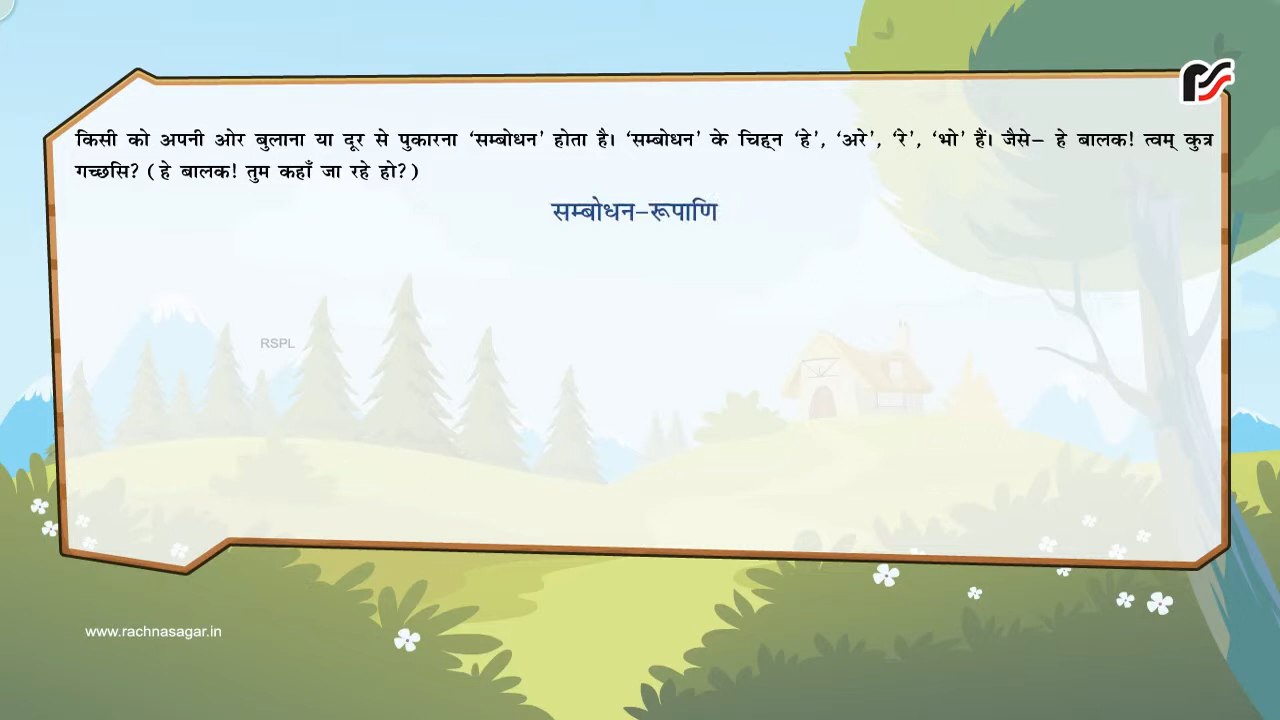 किसी को अपनी ओर बुलाना या दूर से पुकारना ‘सम्बोधन’ होता है। ‘सम्बोधन’ के चिह्न ‘हे’, ‘अरे’, ‘रे’, ‘भो’ हैं। जैसे– हे बालक! त्वम् कुत्र
गच्छसि? (हे बालक! तुम कहाँ जा रहे हो?)
सम्बोधन–रूपाणि
RSPL
www.rachnasagar.in